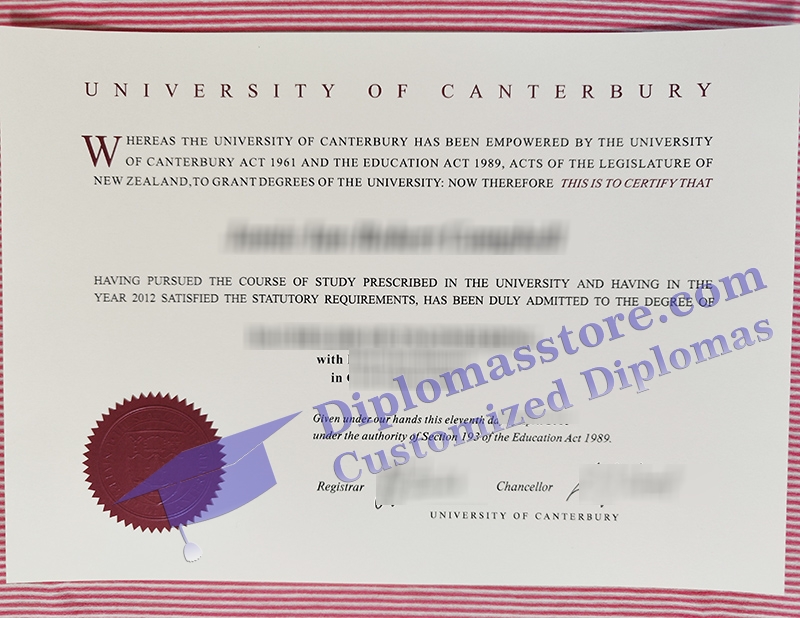 UNIVERSITY OF CANTERBURY
WHEREAS THE UNIVERSITY OF CANTERBURY HAS BEEN EMPOWERED BY THE UNIVERSITY
OF CANTERBURY ACT 1961 AND THE EDUCATION ACT 1989, ACTS OF THE LEGISLATURE OF
NEW ZEALAND, TO GRANT DEGREES OF THE UNIVERSITY: NOW THEREFORE THIS IS TO CERTIFY THAT
HAVING PURSUED THE COURSE OF STUDY PRESCRIBED IN THE UNIVERSITY AND HAVING IN THE
YEAR 2012 SATISFIED THE STATUTORY REQUIREMENTS, HAS BEEN DULY ADMITTED TO THE DEGREE OF
with
in
Diplomasstore.com
Customized Diplomas
Given under our hands this eleventh
under the authority of Section 193 of the Education Act 1989.
Registrar Chancellor
UNIVERSITY OF CANTERBURY